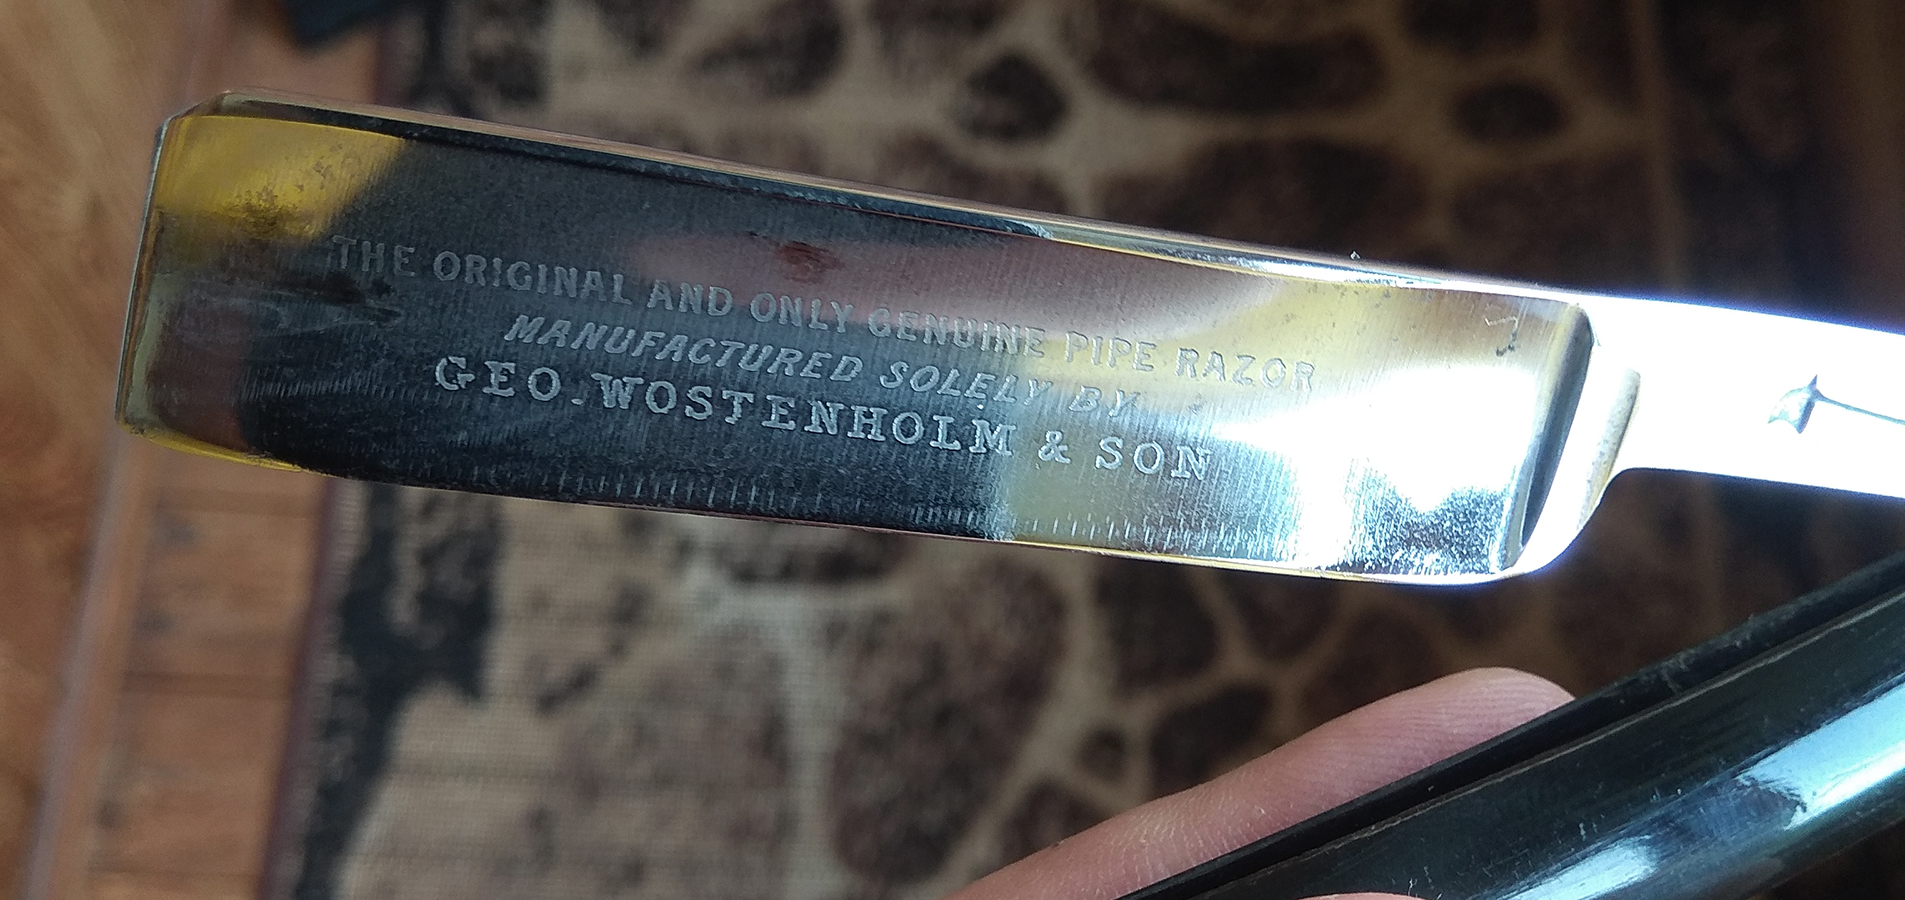 THE ORIGINAL AND ONLY GENUINE PIPE RAZOR
MANUFACTURED SOLELY BY
GEO. WOSTENHOLM & SON